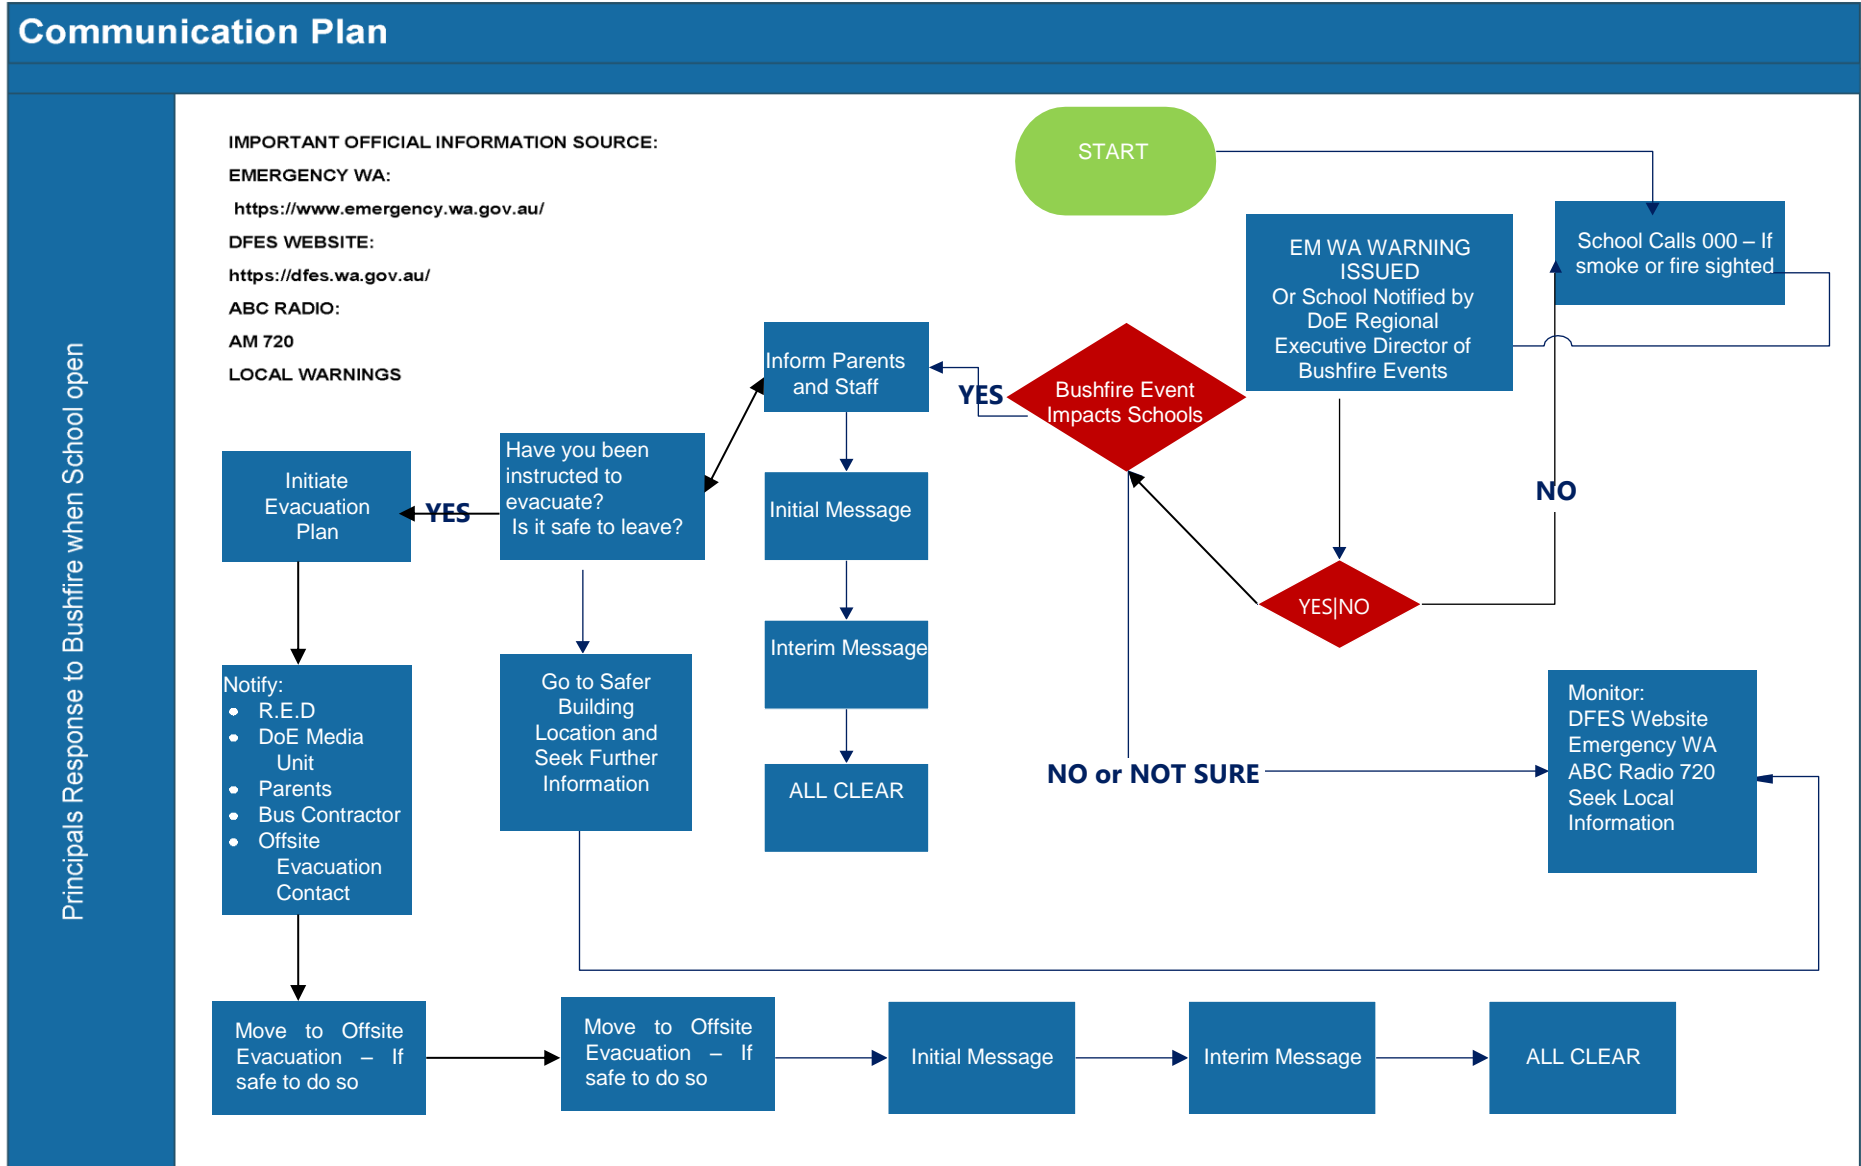 Communication Plan
Principals Response to Bushfire when School open
IMPORTANT OFFICIAL INFORMATION SOURCE:
EMERGENCY WA:
https://www.emergency.wa.gov.au/
DFES WEBSITE:
https://dfes.wa.gov.au/
ABC RADIO:
AM 720
LOCAL WARNINGS
START
School Calls 000 – If
smoke or fire sighted
EM WA WARNING
ISSUED
Or School Notified by
DoE Regional
Executive Director of
Bushfire Events
YES|NO
NO
Bushfire Event
Impacts Schools
YES
NO or NOT SURE
Monitor:
DFES Website
Emergency WA
ABC Radio 720
Seek Local
Information
Inform Parents
and Staff
Initial Message
Interim Message
ALL CLEAR
Have you been
instructed to
evacuate?
Is it safe to leave?
YES
Go to Safer
Building
Location and
Seek Further
Information
Initiate
Evacuation
Plan
Notify:
• R.E.D
• DoE Media
Unit
• Parents
• Bus Contractor
• Offsite
Evacuation
Contact
Move to Offsite
Evacuation – If
safe to do so
Move to Offsite
Evacuation – If
safe to do so
Initial Message
Interim Message
ALL CLEAR